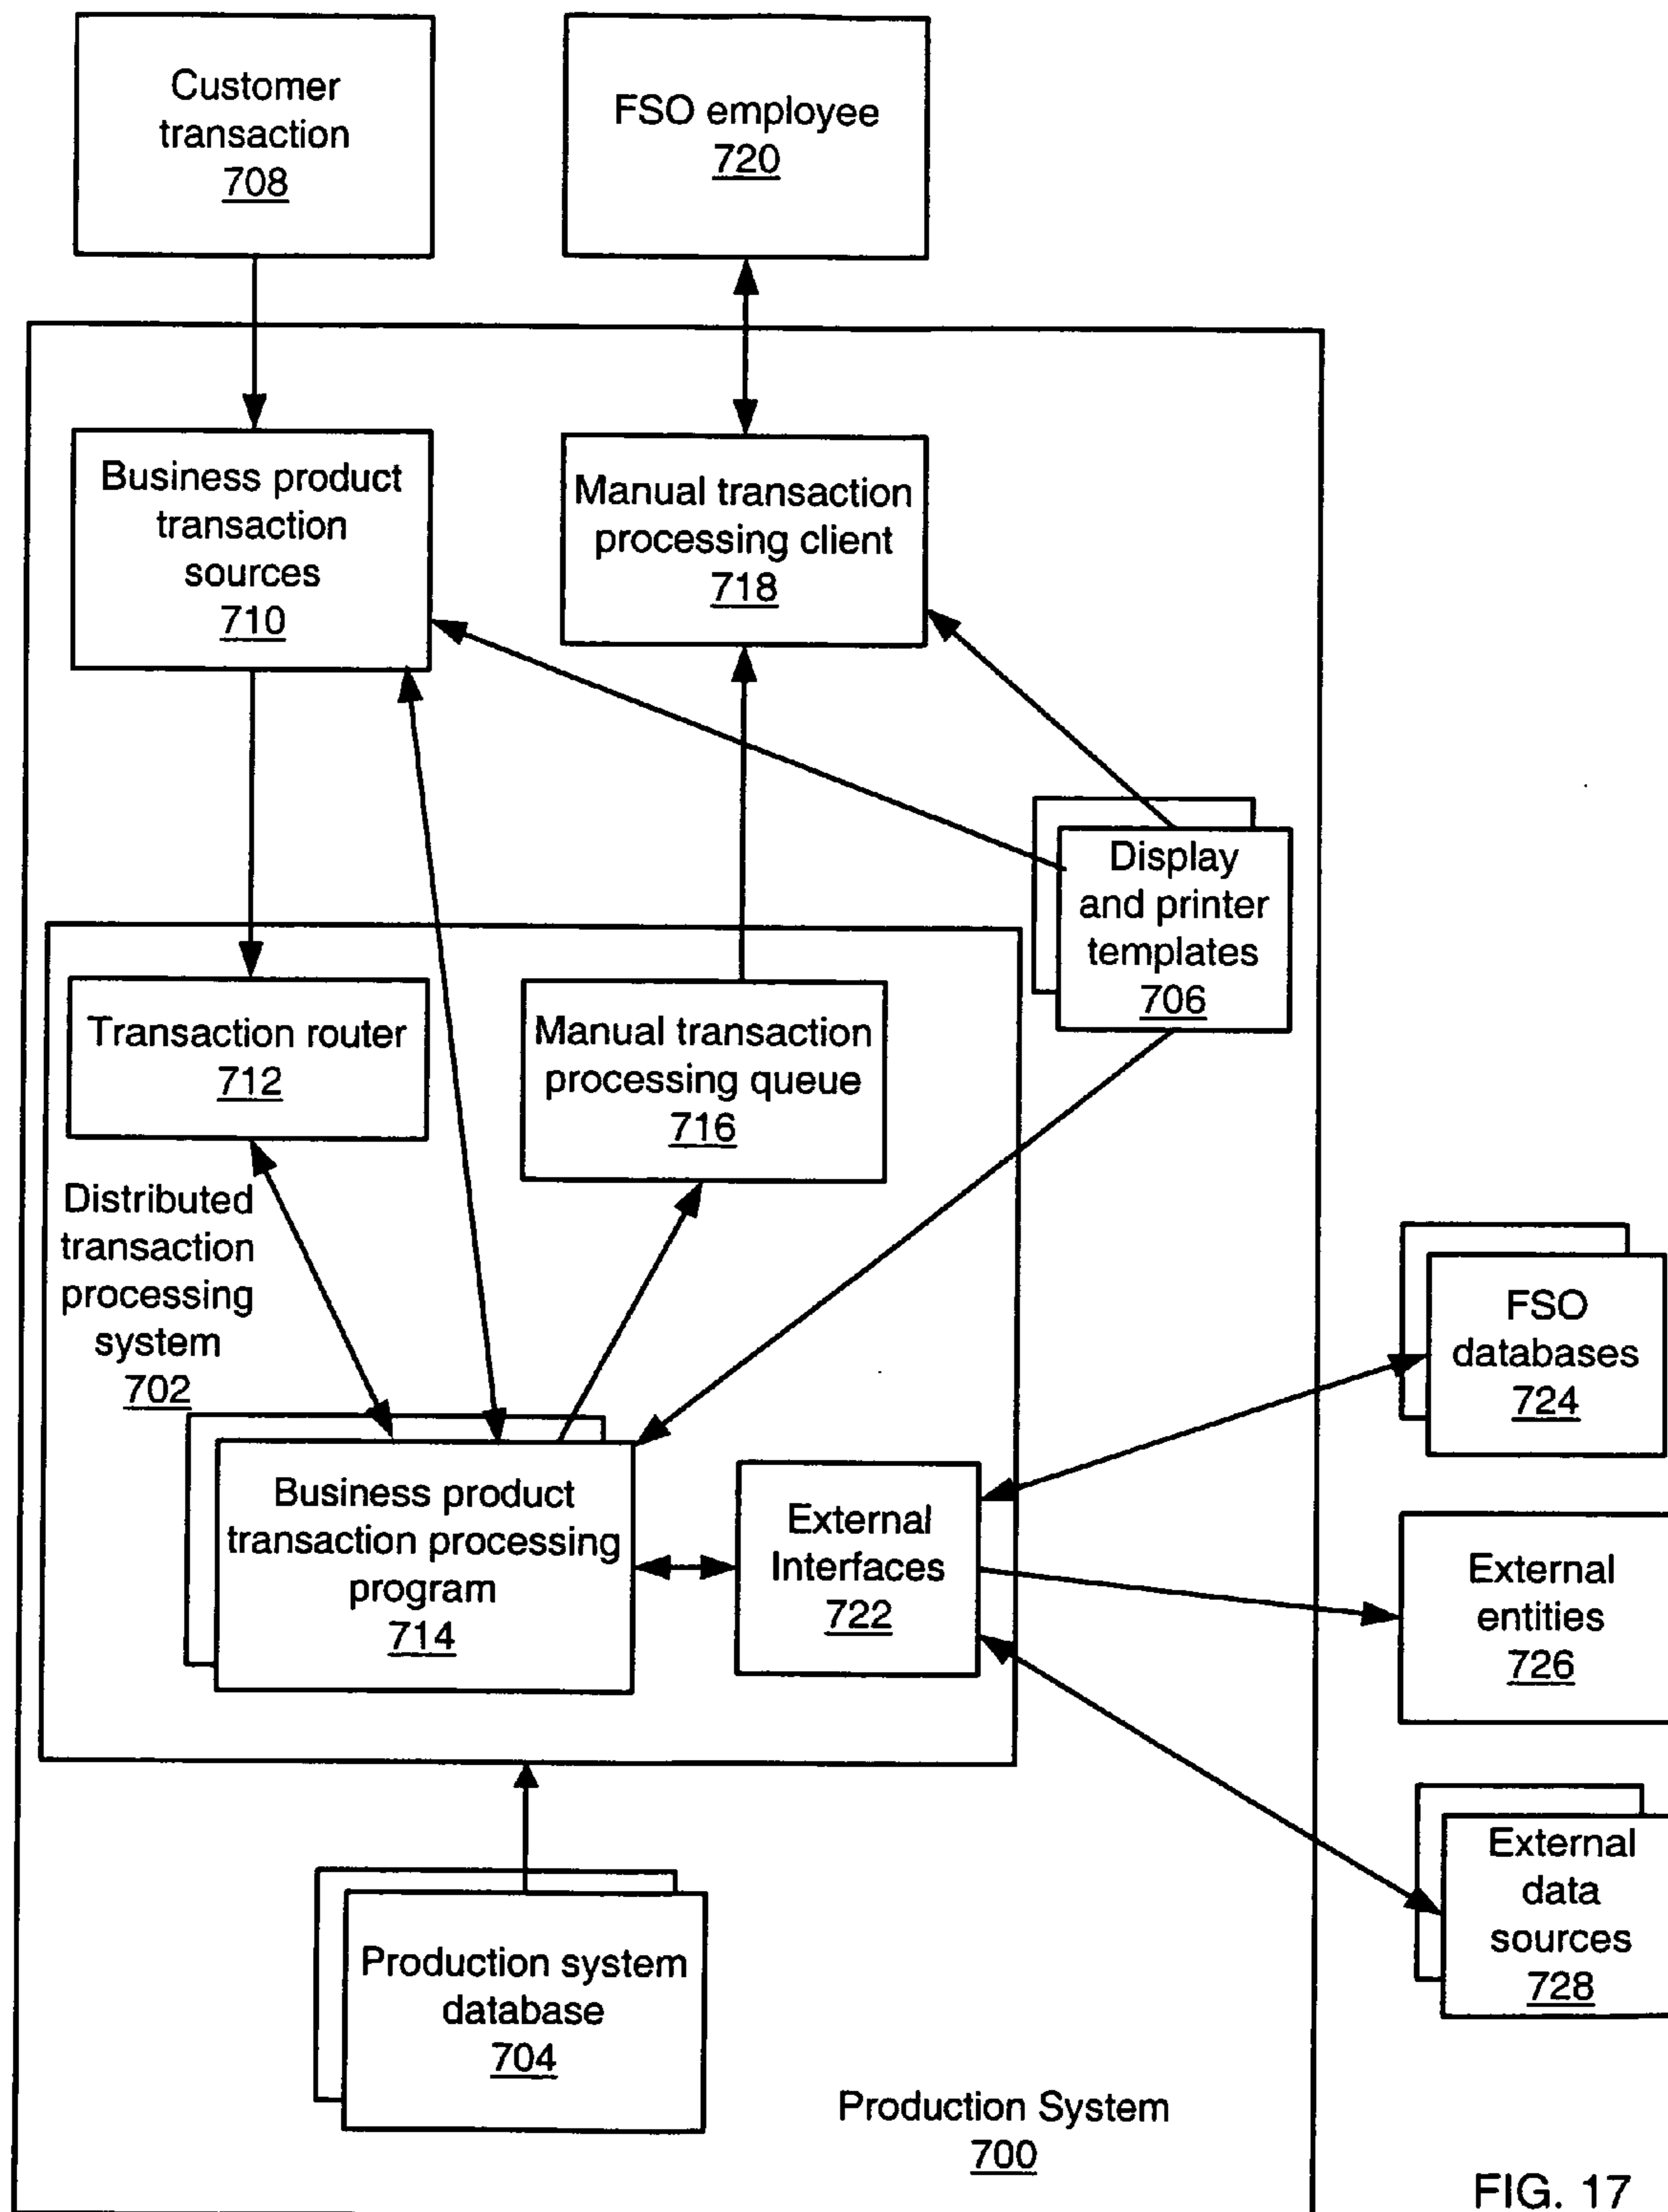 Customer
transaction
708
FSO employee
720
Business product
transaction
sources
710
Manual transaction
processing client
718
Display
and printer
templates
706
Transaction router
712
Manual transaction
processing queue
716
Distributed
transaction
processing
system
702
Business product
transaction processing
program
714
External
Interfaces
722
FSO
databases
724
External
entities
726
External
data
sources
728
Production system
database
704
Production System
700
FIG. 17